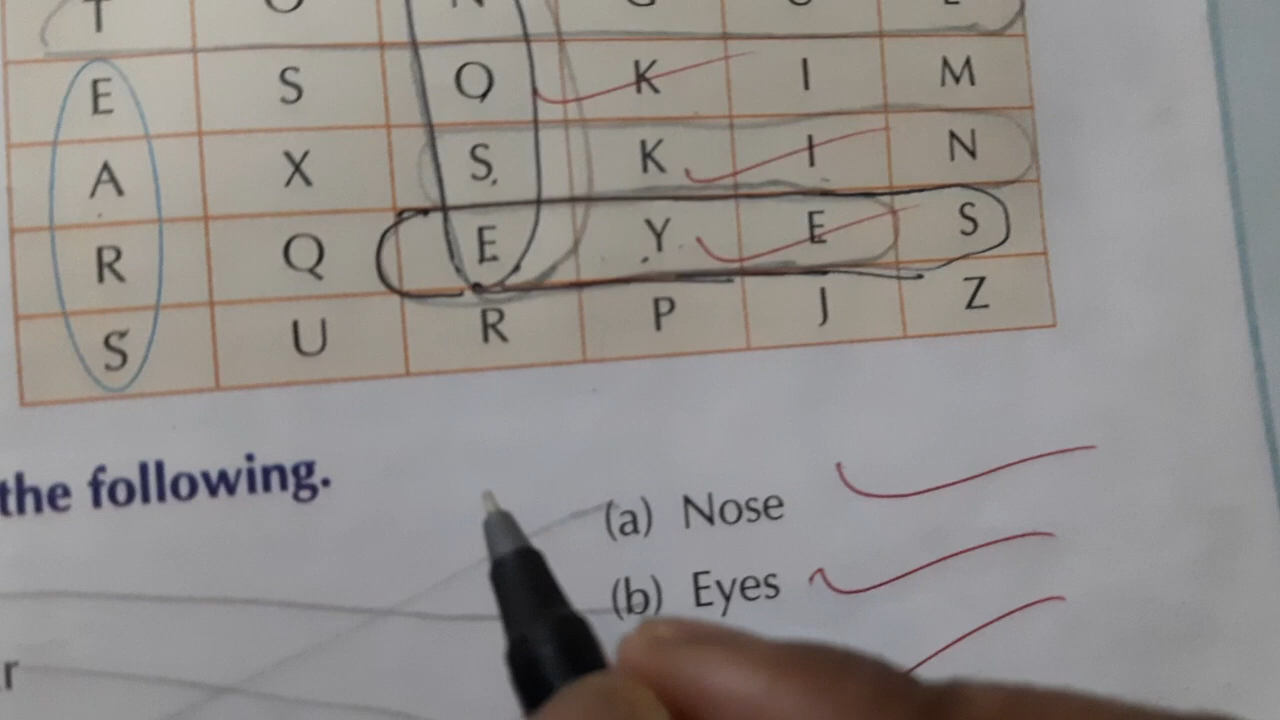 T O N G U E
E S O K I M
A X S K I N
R Q E Y E S
S U R P J Z
the following.
(a) Nose
(b) Eyes
r